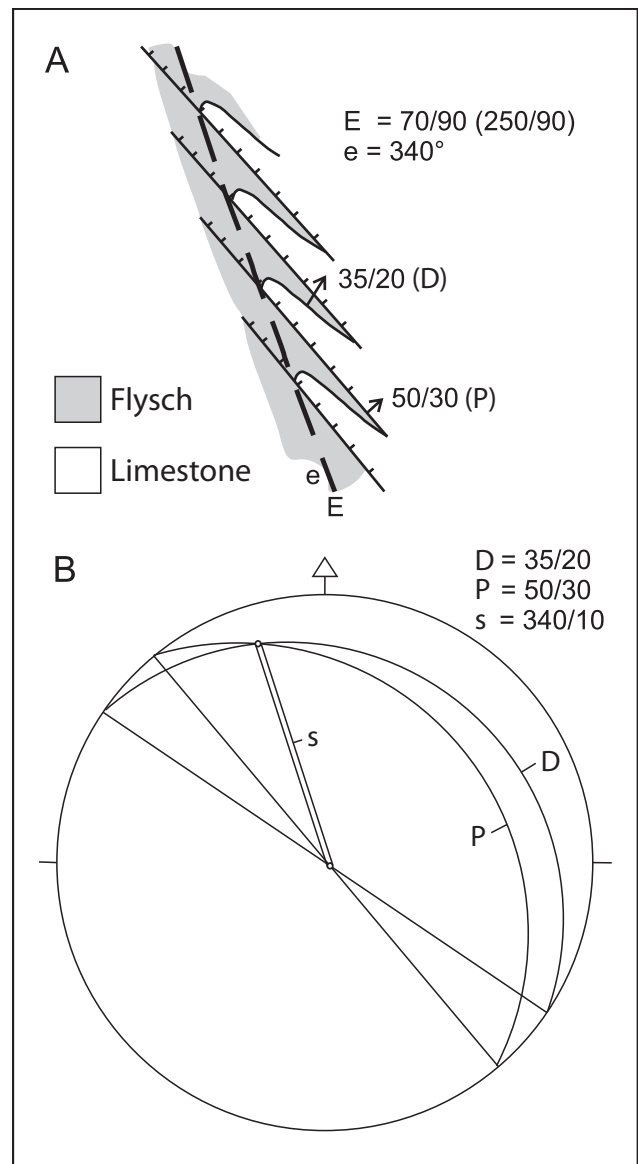 A
E = 70/90 (250/90)
e = 340°
35/20 (D)
50/30 (P)
Flysch
Limestone
e
E
B
D = 35/20
P = 50/30
s = 340/10
s
D
P